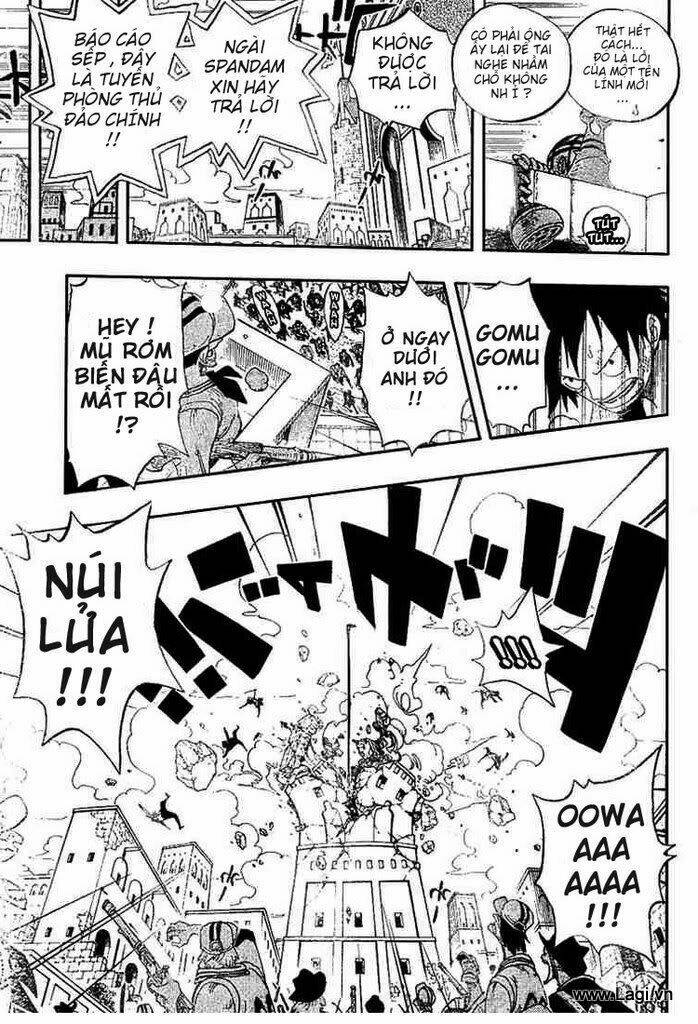 THẬT HẾT
CÁCH...
ĐÓ LÀ LỖI
CỦA MỘT TÊN
LÍNH MỚI
...
CÓ PHẢI ÔNG
ẤY LẠI ĐỂ TAI
NGHE NHẦM
CHỖ KHÔNG
NHỈ ?
TÚT
TÚT...
KHÔNG
ĐƯỢC
TRẢ LỜI
...
NGÀI
SPANDAM
XIN HÃY
TRẢ LỜI
!!
BÁO CÁO
SẾP , ĐÂY
LÀ TUYẾN
PHÒNG THỦ
ĐẢO CHÍNH
!!
GOMU
GOMU
...
Ở NGAY
DƯỚI
ANH ĐÓ
!!
HEY !
MŨ RƠM
BIẾN ĐÂU
MẤT RỒI
!?
NÚI
LỬA
!!!
!!!
OOWA
AAA
AAAA
!!!
www.Lagi.vn